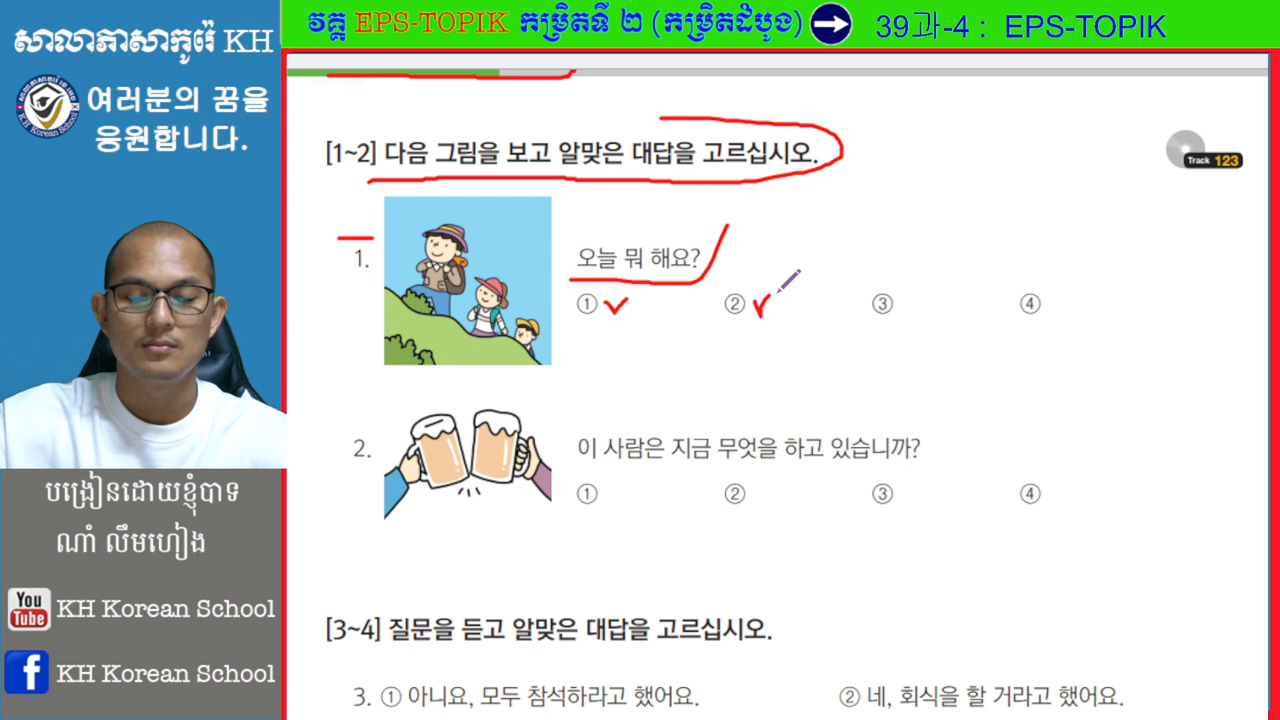 សាលាភាសាកូរ៉េ KH
여러분의 꿈을
응원합니다.
វគ្គ EPS-TOPIK កម្រិតទី ២ (កម្រិតដំបូង)
39과-4 : EPS-TOPIK
[1~2] 다음 그림을 보고 알맞은 대답을 고르십시오.
Track 123
1. 오늘 뭐 해요?
① ② ③ ④
2. 이 사람은 지금 무엇을 하고 있습니까?
① ② ③ ④
[3~4] 질문을 듣고 알맞은 대답을 고르십시오.
3. ① 아니요, 모두 참석하라고 했어요. ② 네, 회식을 할 거라고 했어요.
បង្រៀនដោយខ្ញុំបាទ
ណាំ លឹមហៀង
You Tube KH Korean School
f KH Korean School